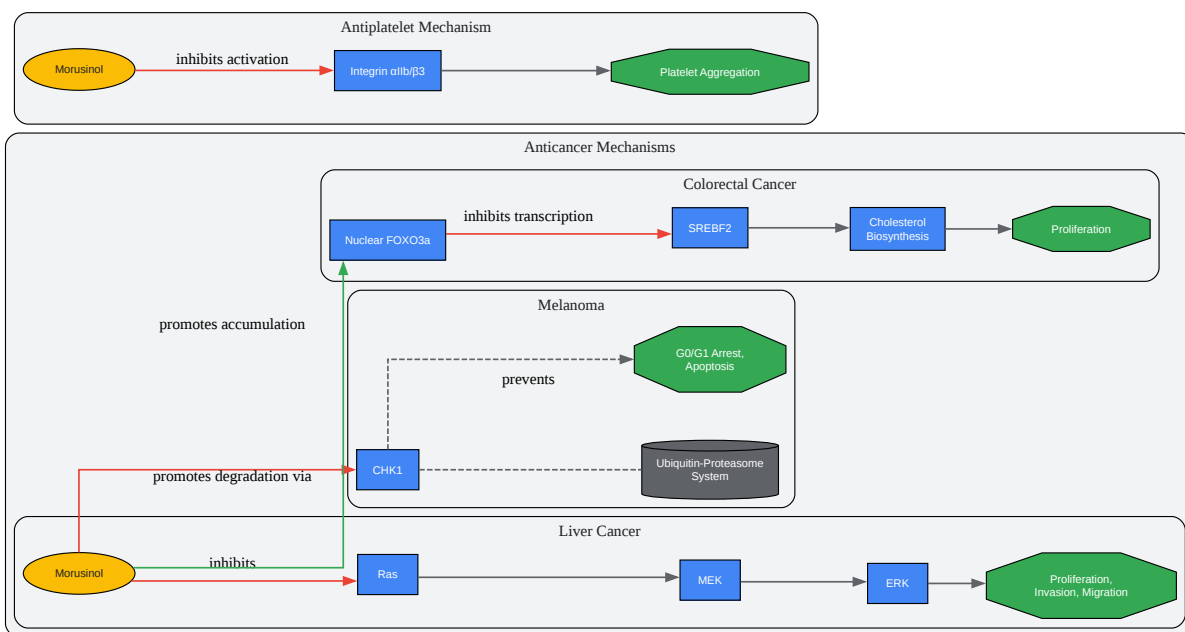 Antiplatelet Mechanism
Morusinol
inhibits activation
Integrin αIIb/β3
Platelet Aggregation
Anticancer Mechanisms
Colorectal Cancer
Nuclear FOXO3a
inhibits transcription
SREBF2
Cholesterol
Biosynthesis
Proliferation
promotes accumulation
Melanoma
G0/G1 Arrest,
Apoptosis
prevents
promotes degradation via
CHK1
Ubiquitin-Proteasome
System
Liver Cancer
Morusinol
inhibits
Ras
MEK
ERK
Proliferation,
Invasion, Migration